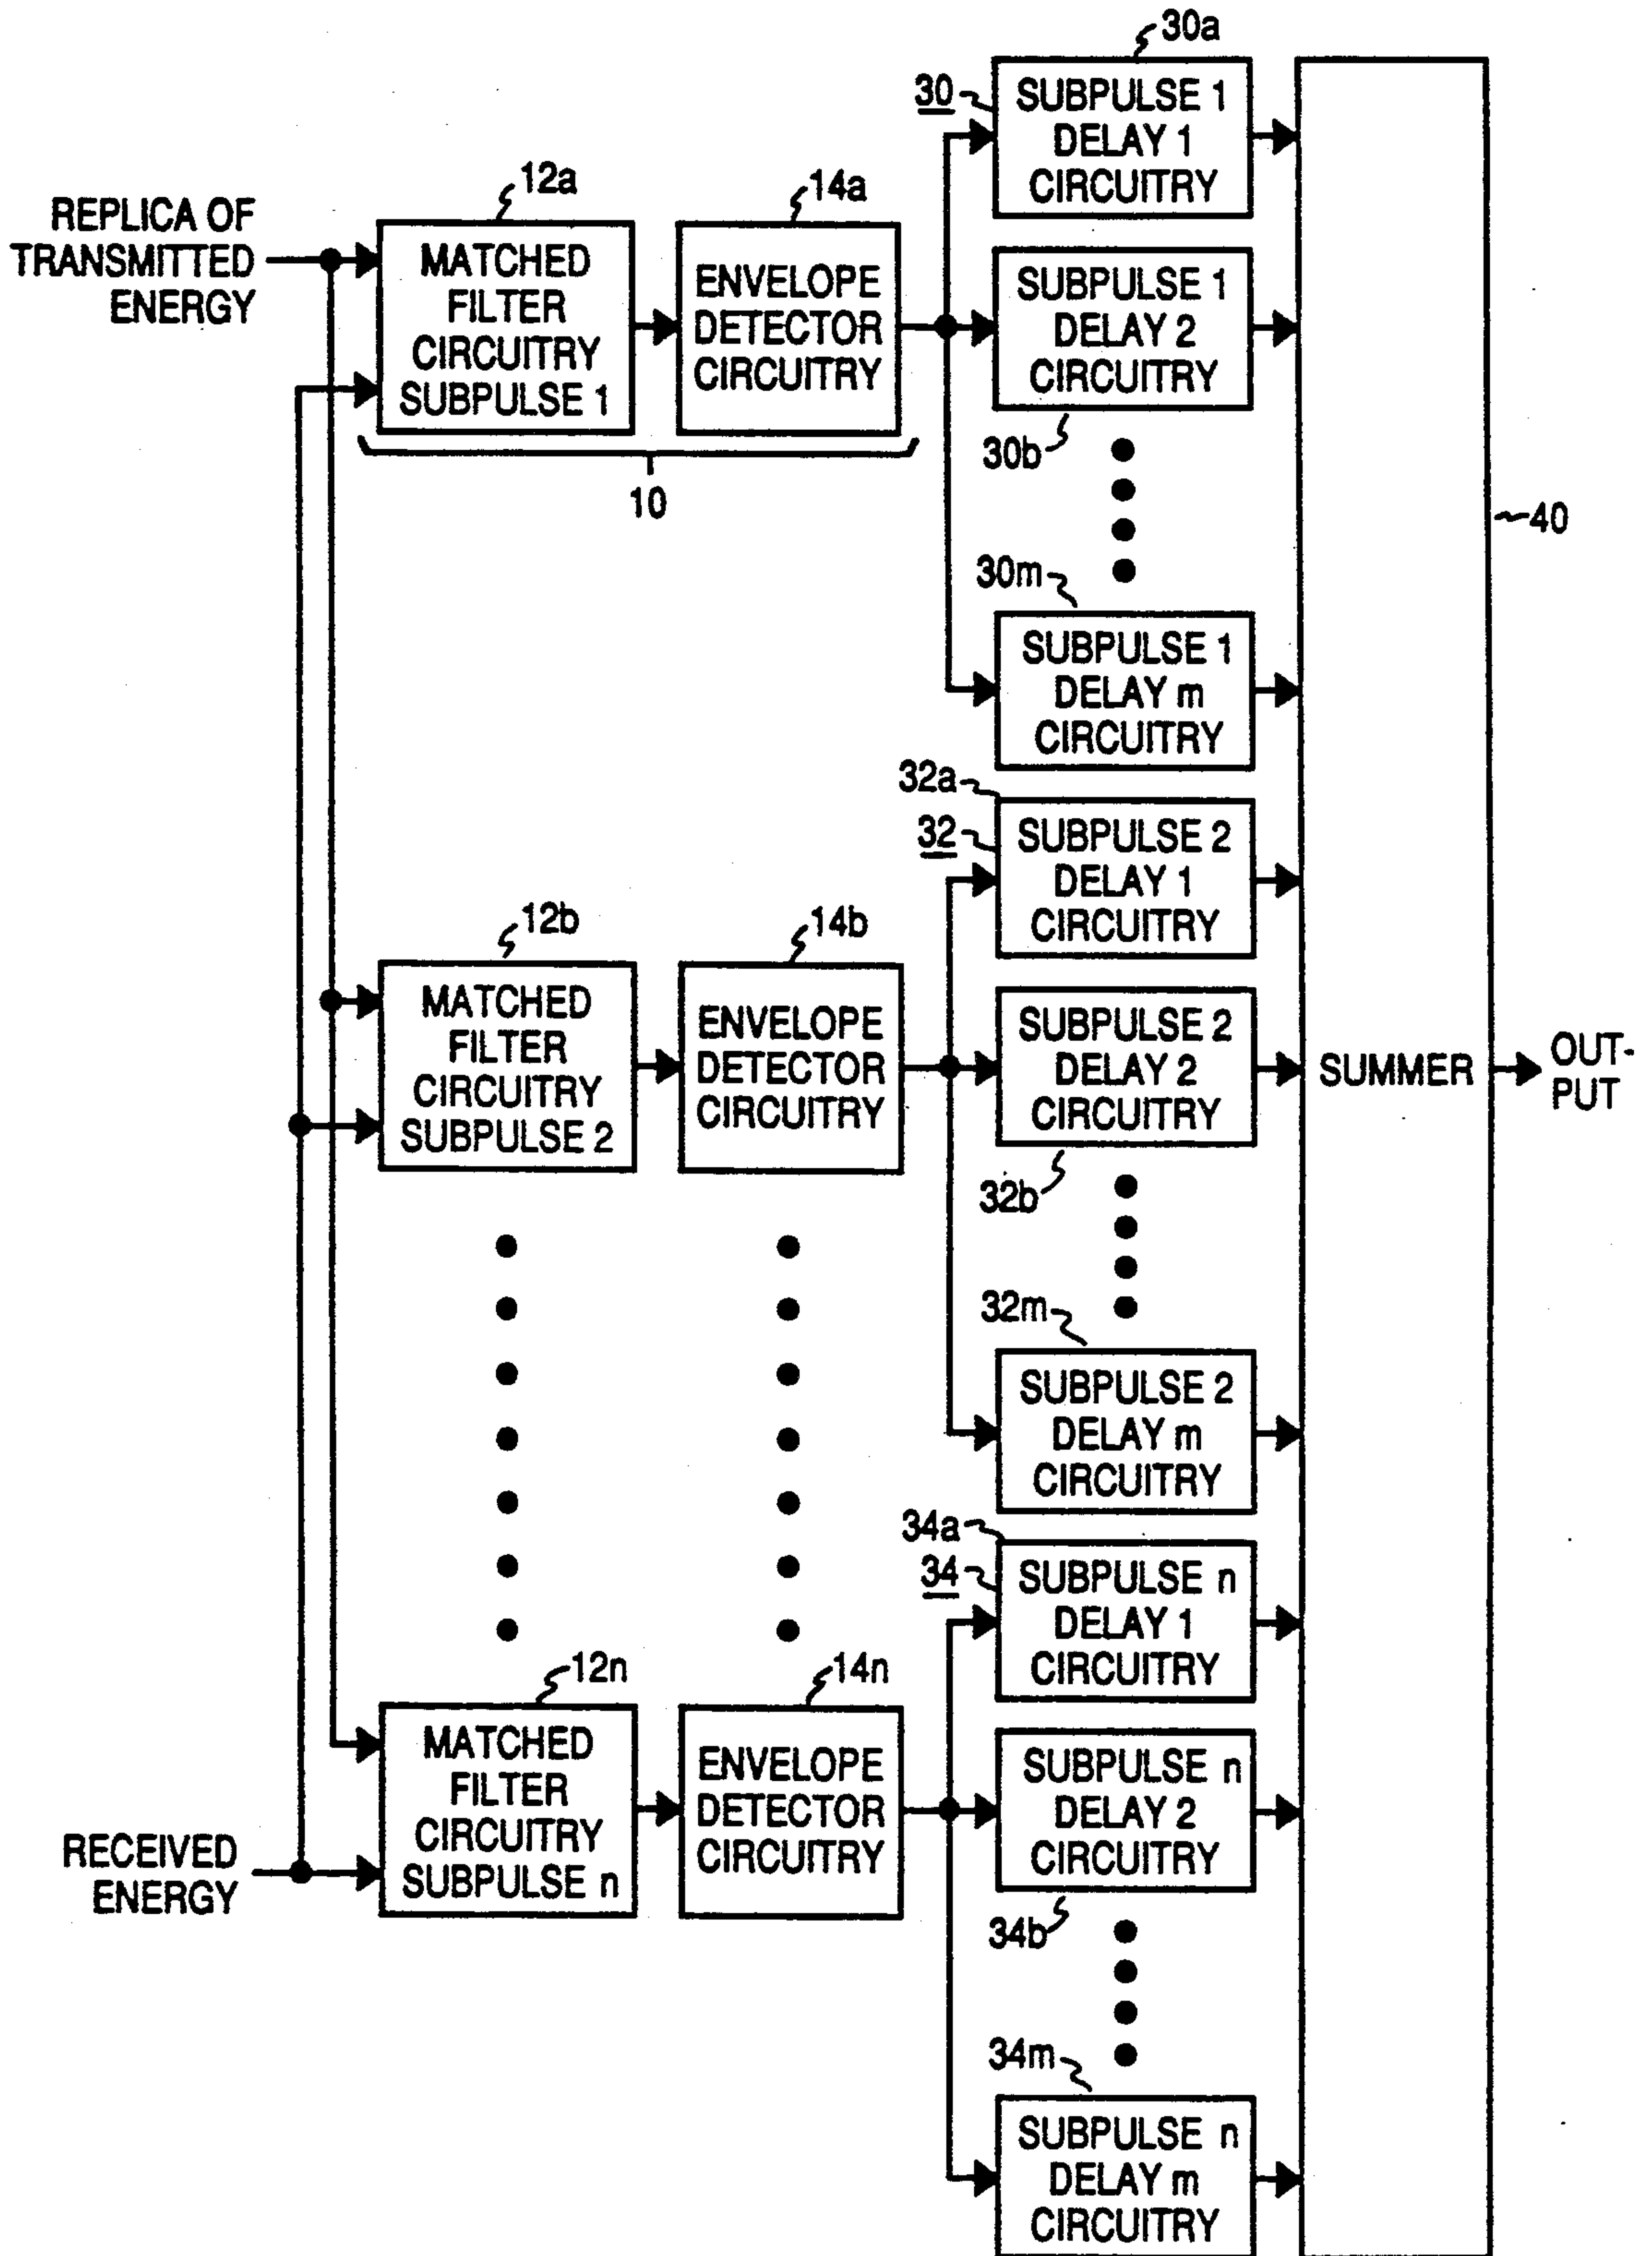 30a
30
SUBPULSE 1
DELAY 1
CIRCUITRY
REPLICA OF
TRANSMITTED
ENERGY
12a
MATCHED
FILTER
CIRCUITRY
SUBPULSE 1
14a
ENVELOPE
DETECTOR
CIRCUITRY
10
SUBPULSE 1
DELAY 2
CIRCUITRY
30b
40
30m
SUBPULSE 1
DELAY m
CIRCUITRY
32a
32
SUBPULSE 2
DELAY 1
CIRCUITRY
12b
MATCHED
FILTER
CIRCUITRY
SUBPULSE 2
14b
ENVELOPE
DETECTOR
CIRCUITRY
SUBPULSE 2
DELAY 2
CIRCUITRY
32b
SUMMER
OUT-
PUT
32m
SUBPULSE 2
DELAY m
CIRCUITRY
34a
34
SUBPULSE n
DELAY 1
CIRCUITRY
12n
MATCHED
FILTER
CIRCUITRY
SUBPULSE n
14n
ENVELOPE
DETECTOR
CIRCUITRY
RECEIVED
ENERGY
SUBPULSE n
DELAY 2
CIRCUITRY
34b
34m
SUBPULSE n
DELAY m
CIRCUITRY